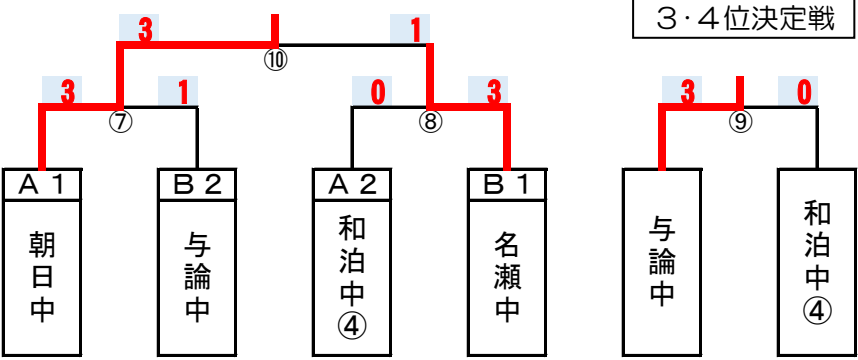 3・4位決定戦
3 1
⑩
3 1 0 3 3 0
⑦ ⑧ ⑨
A1 B2 A2 B1
朝日中
与論中
和泊中④
名瀬中
与論中
和泊中④